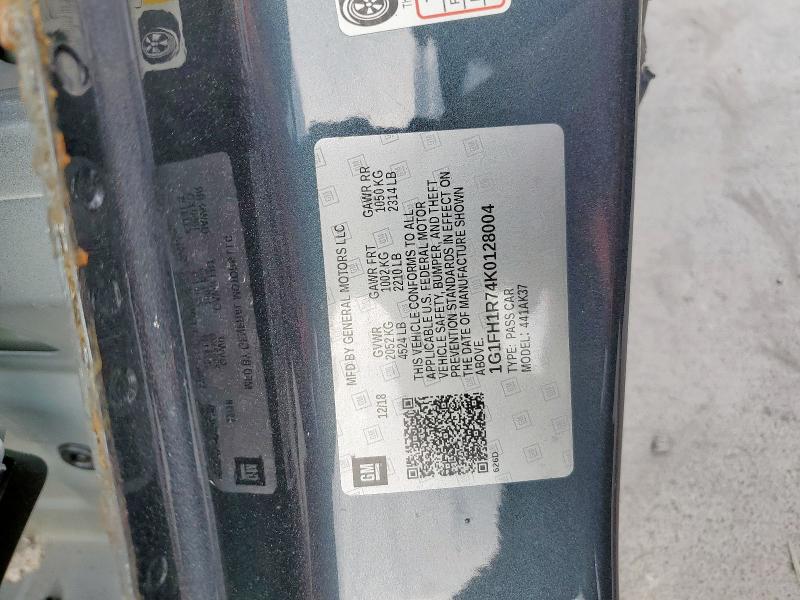 MFD BY GENERAL MOTORS LLC
12/18
GVWR
2052 KG
4524 LB
GAWR FRT
1002 KG
2210 LB
GAWR RR
1050 KG
2314 LB
THIS VEHICLE CONFORMS TO ALL
APPLICABLE U.S. FEDERAL MOTOR
VEHICLE SAFETY, BUMPER, AND THEFT
PREVENTION STANDARDS IN EFFECT ON
THE DATE OF MANUFACTURE SHOWN
ABOVE.
1G1FH1R74K0128004
TYPE: PASS CAR
MODEL: 441AK37
GM
626D